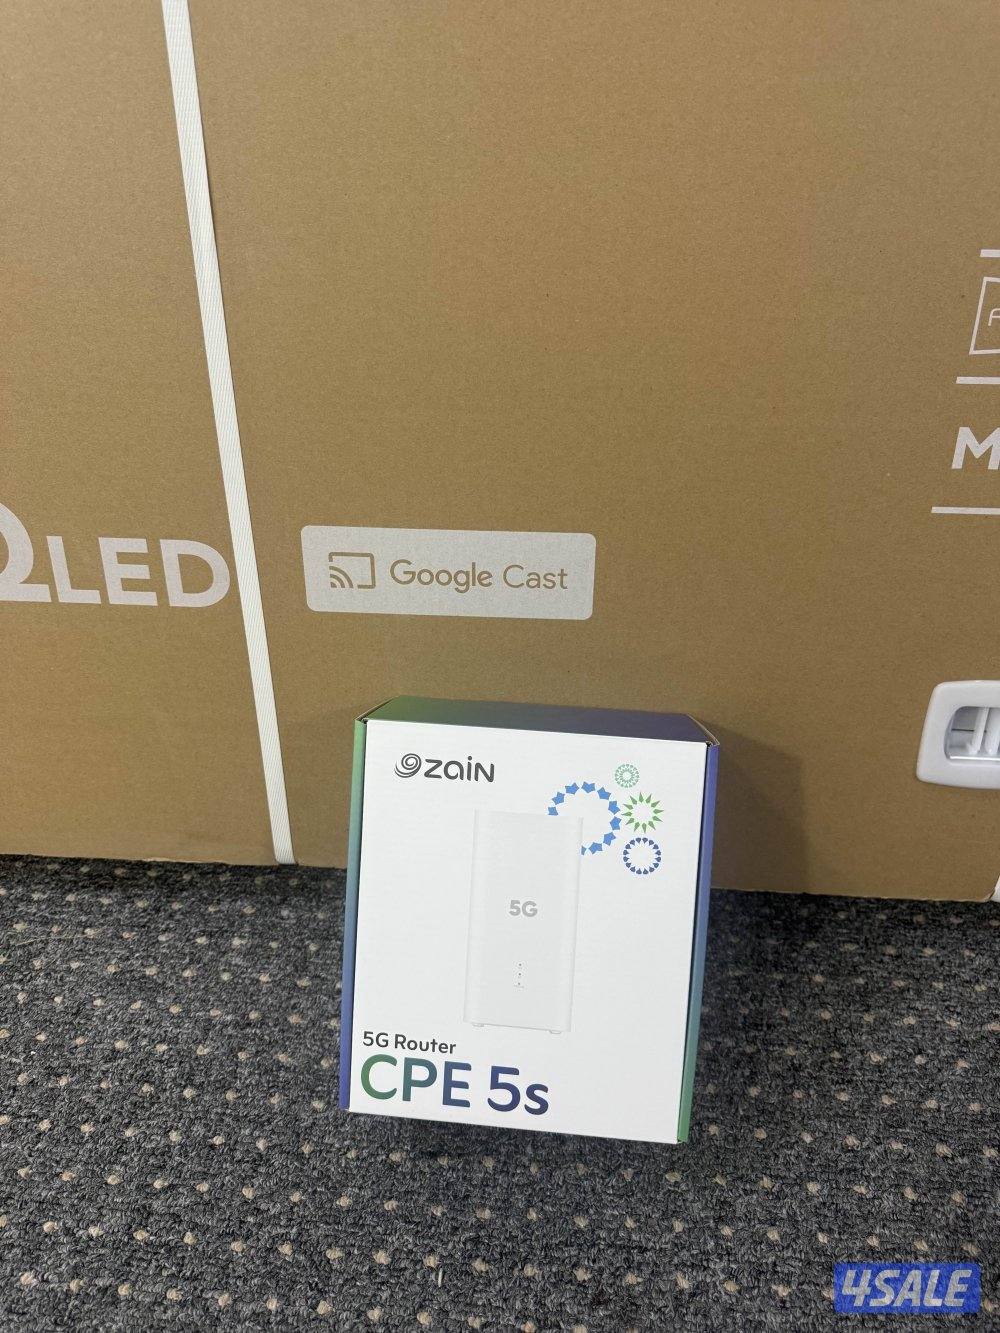 QLED
Google Cast
M
zain
5G
5G Router
CPE 5s
4SALE